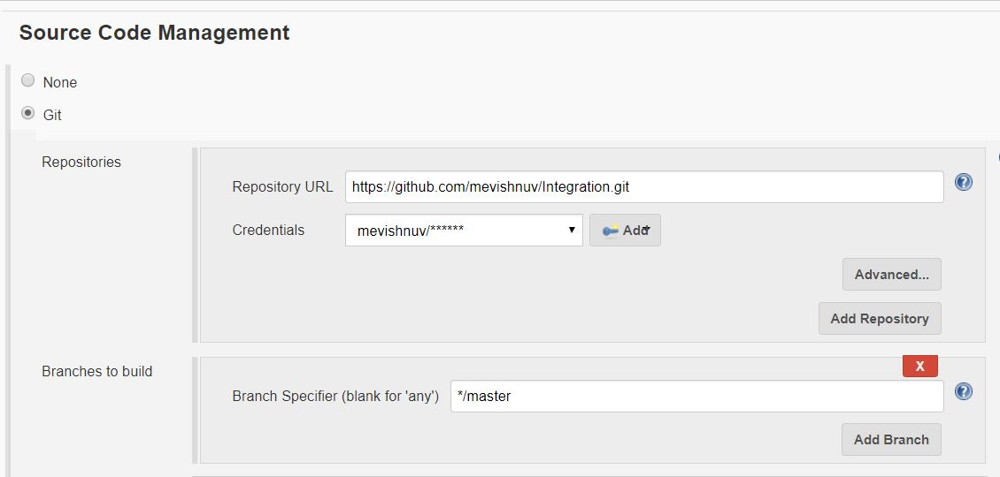 Source Code Management
None
Git
Repositories
Repository URL https://github.com/mevishnuv/Integration.git
Credentials mevishnuv/****** Add
Advanced...
Add Repository
X
Branches to build
Branch Specifier (blank for 'any') */master
Add Branch